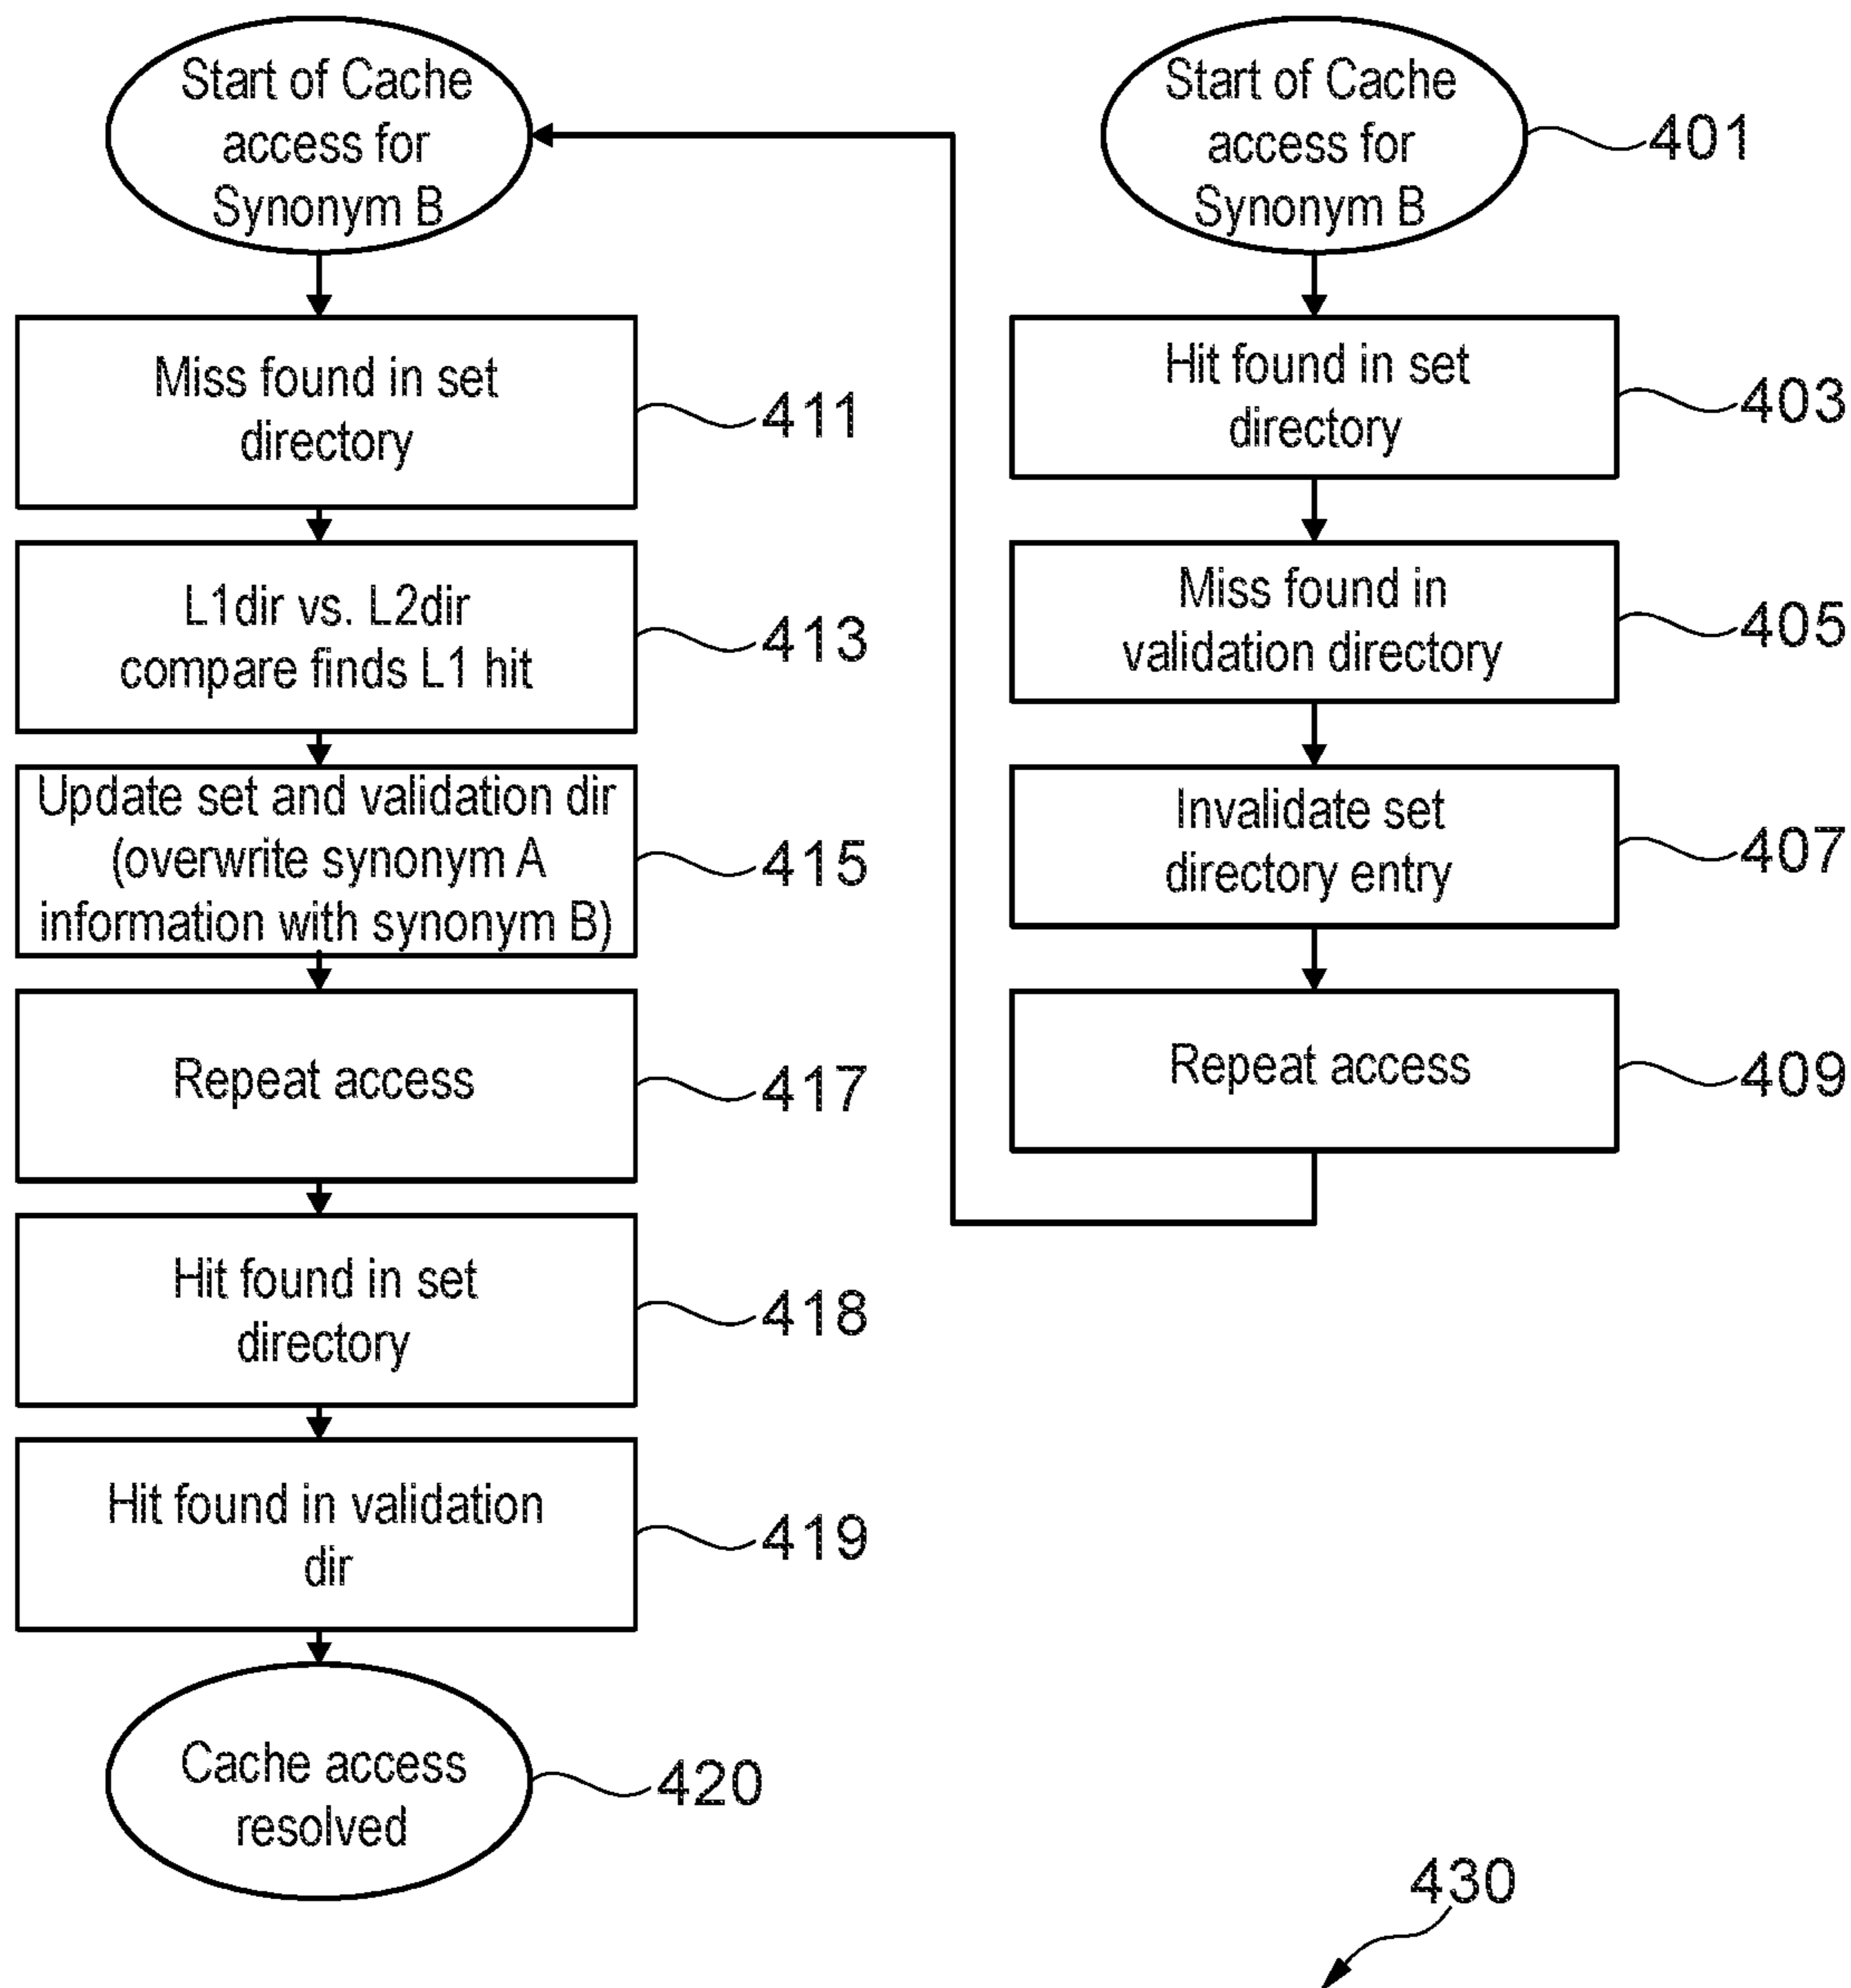 Start of Cache
access for
Synonym B
Miss found in set
directory
411
L1dir vs. L2dir
compare finds L1 hit
413
Update set and validation dir
(overwrite synonym A
information with synonym B)
415
Repeat access
417
Hit found in set
directory
418
Hit found in validation
dir
419
Cache access
resolved
420
Start of Cache
access for
Synonym B
401
Hit found in set
directory
403
Miss found in
validation directory
405
Invalidate set
directory entry
407
Repeat access
409
430